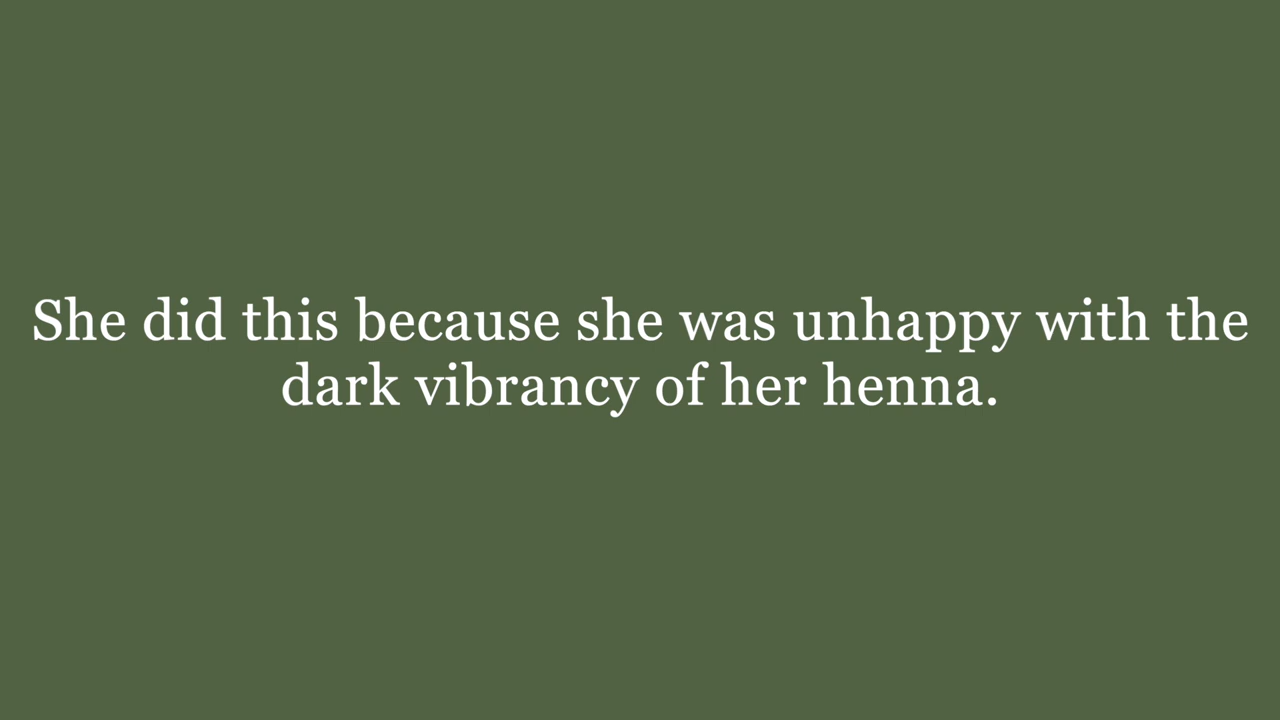 She did this because she was unhappy with the
dark vibrancy of her henna.